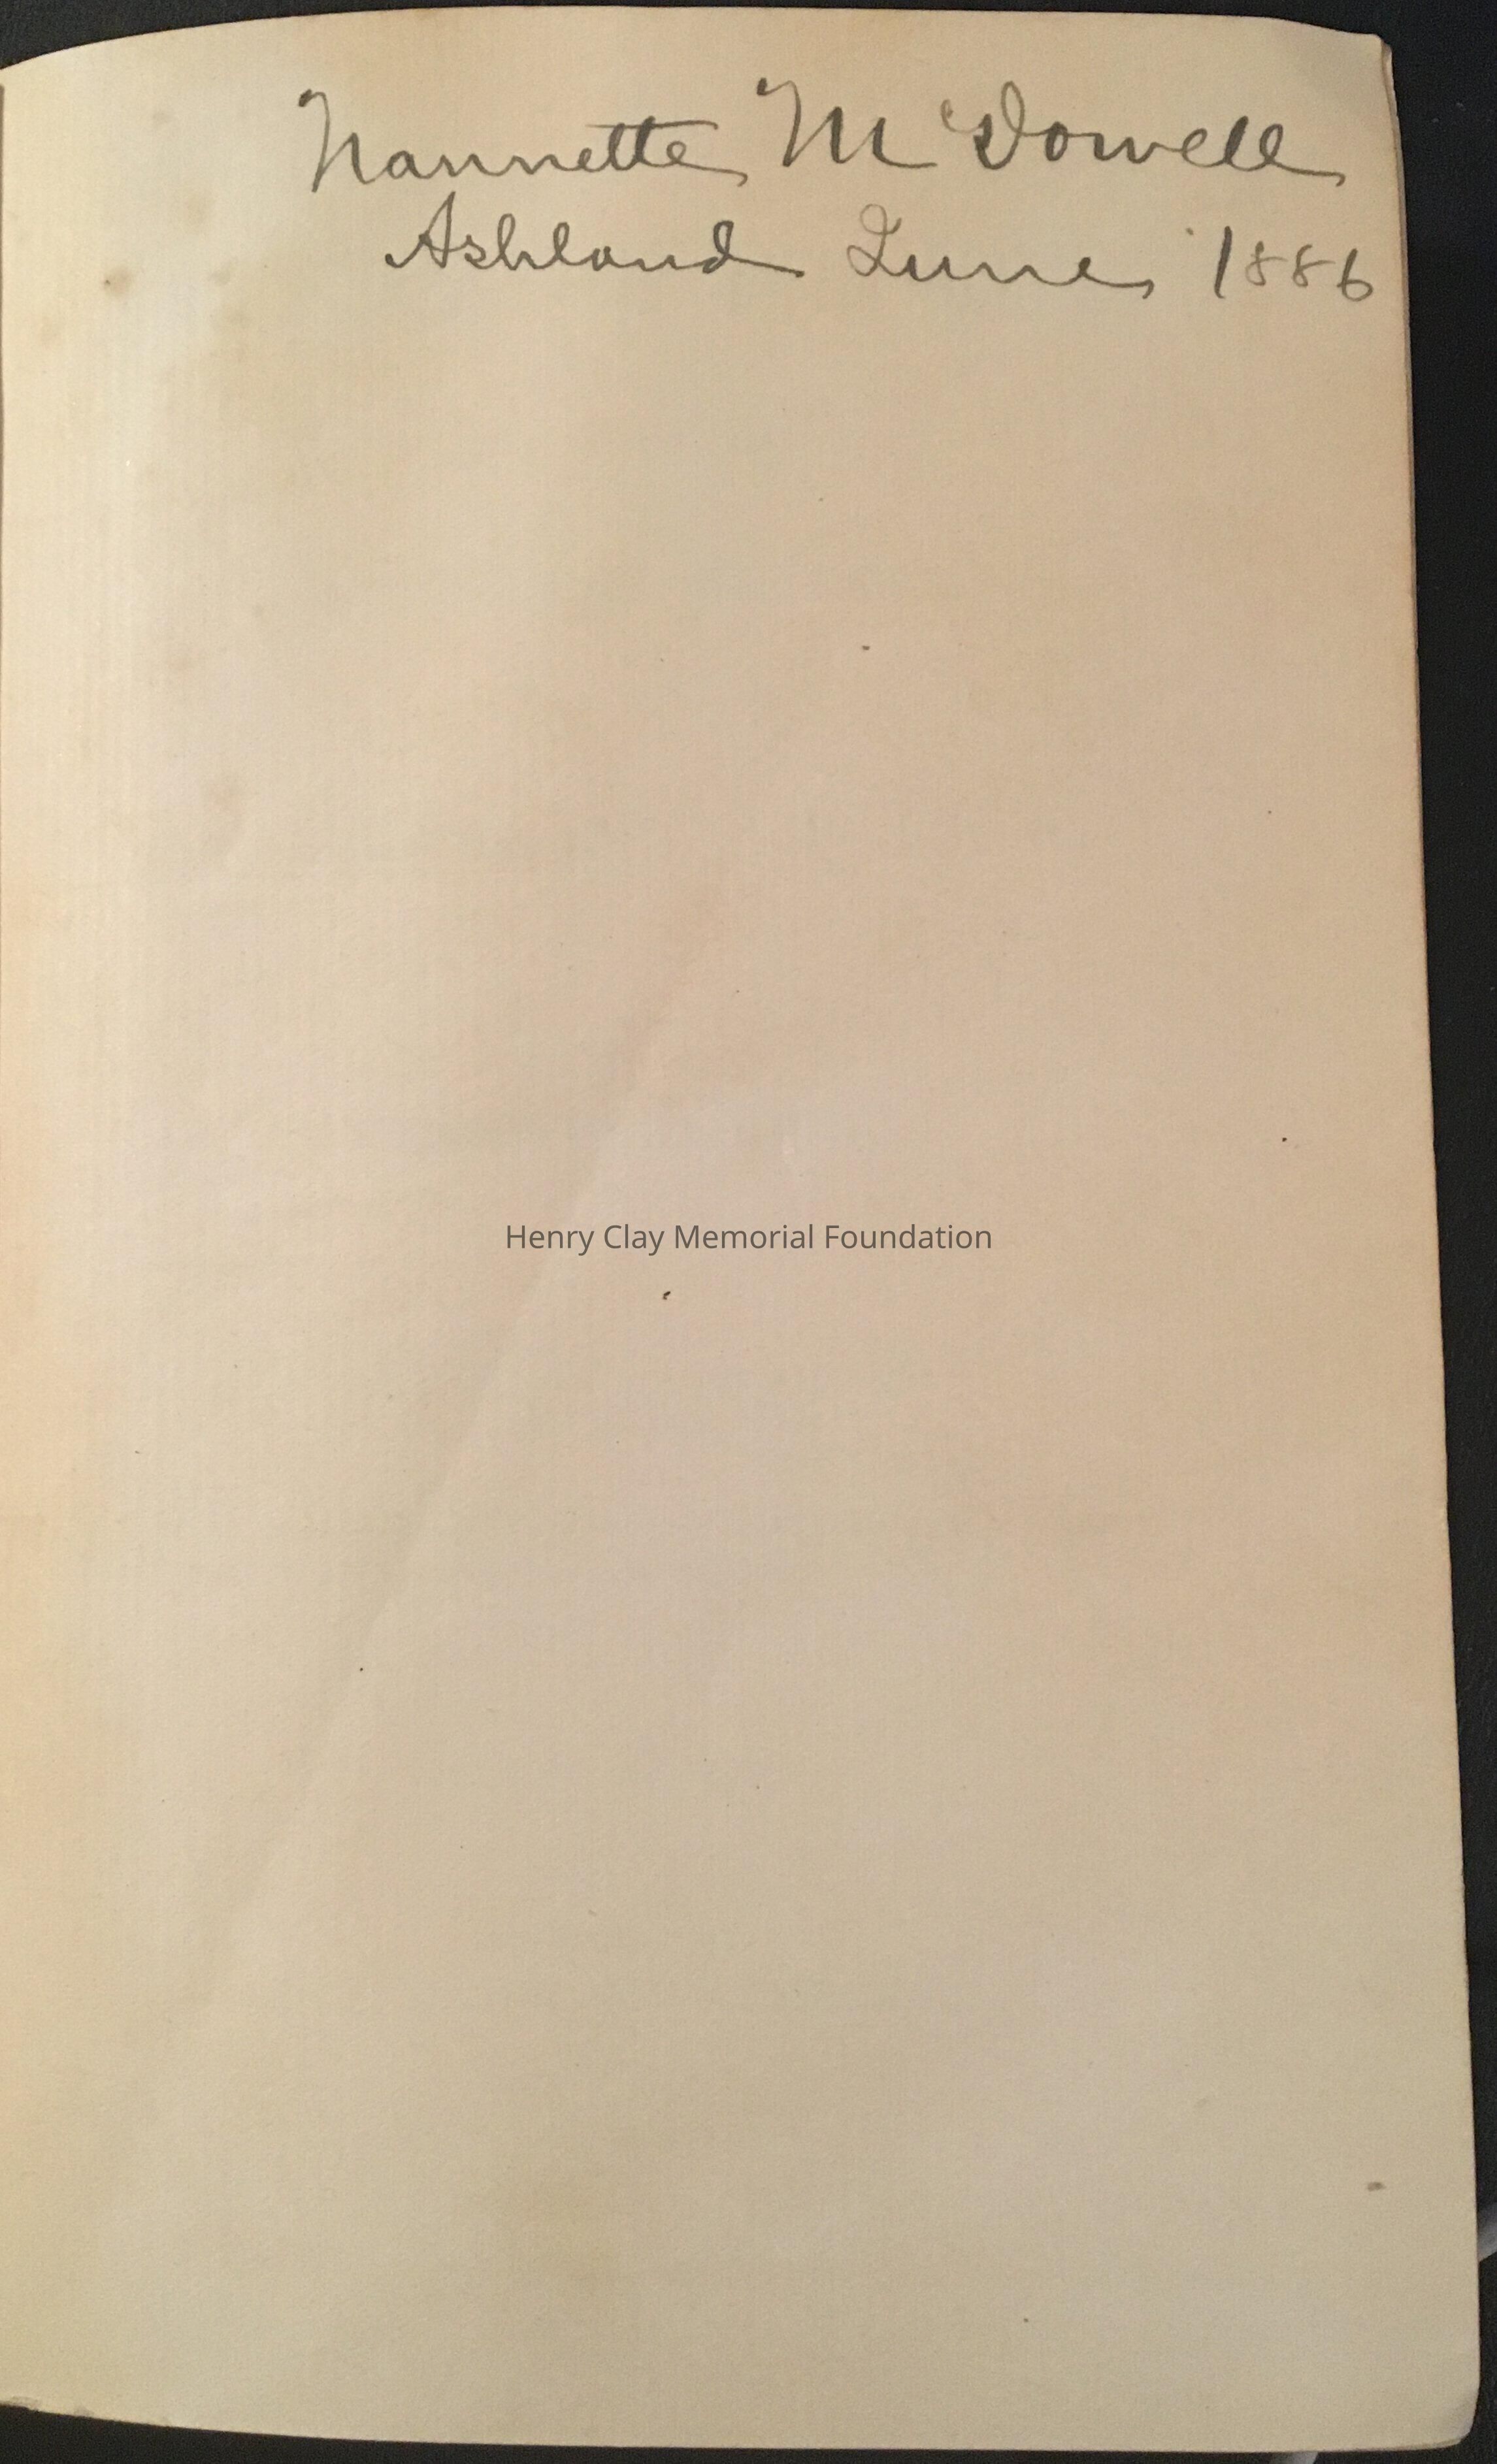 Nannette McDowell
Ashland June 1886
Henry Clay Memorial Foundation